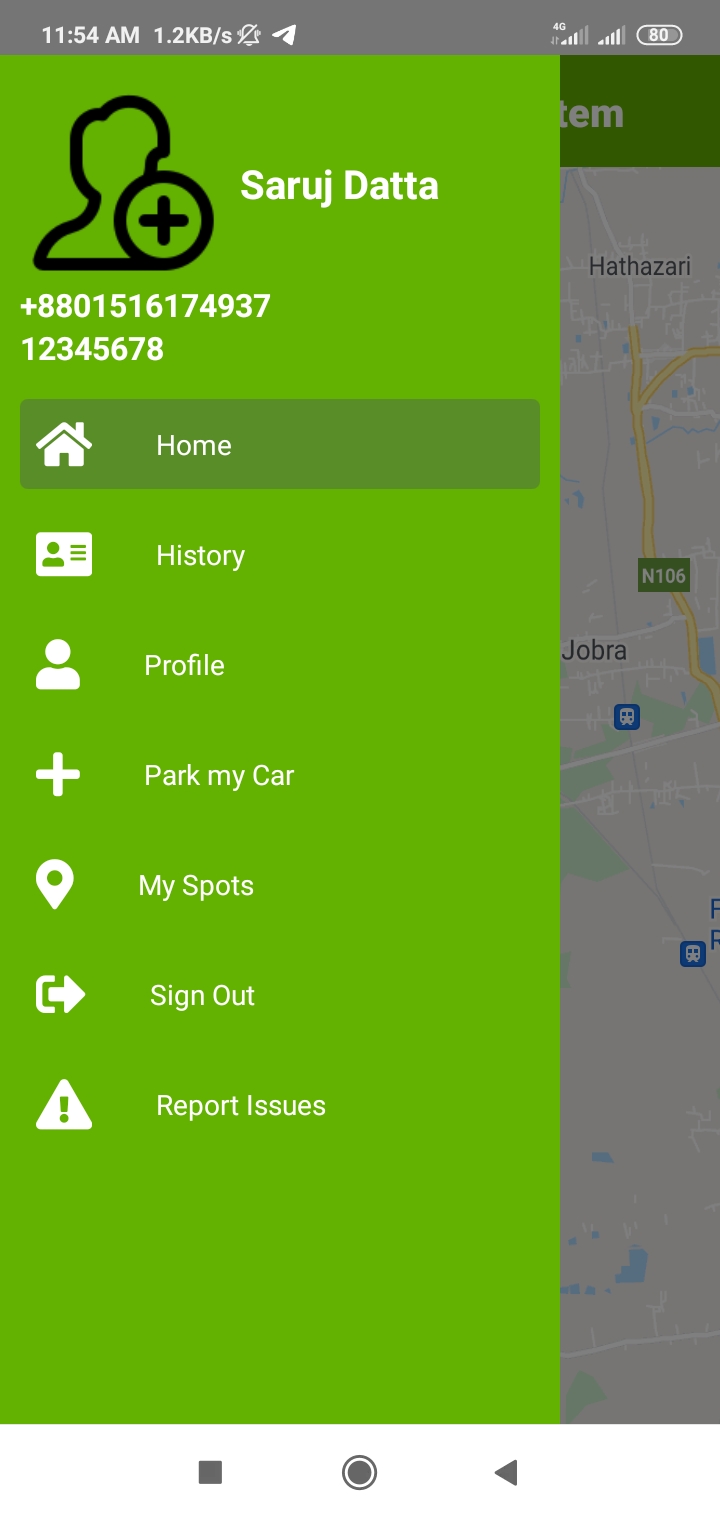 11:54 AM 1.2KB/s 4G 80
tem
Saruj Datta
+8801516174937
12345678
Home
History
Profile
Park my Car
My Spots
Sign Out
Report Issues
Hathazari
N106
Jobra
F
R